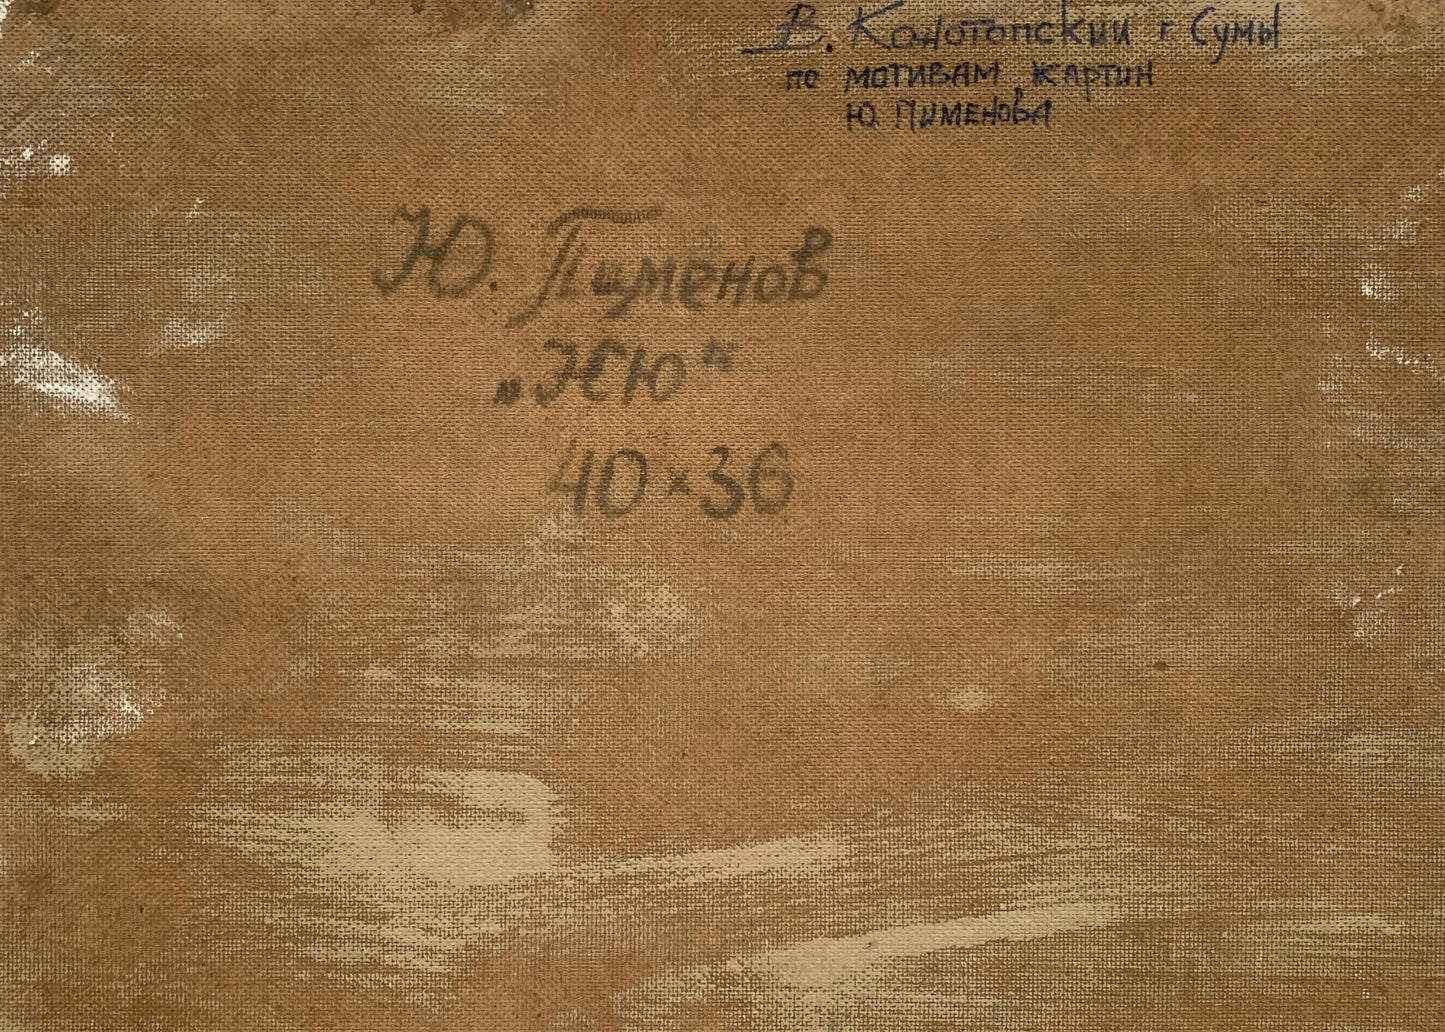 В. Конотопский г Сумы
по мотивам картин
Ю. Пименова
Ю. Пименов
„Ню“
40×36